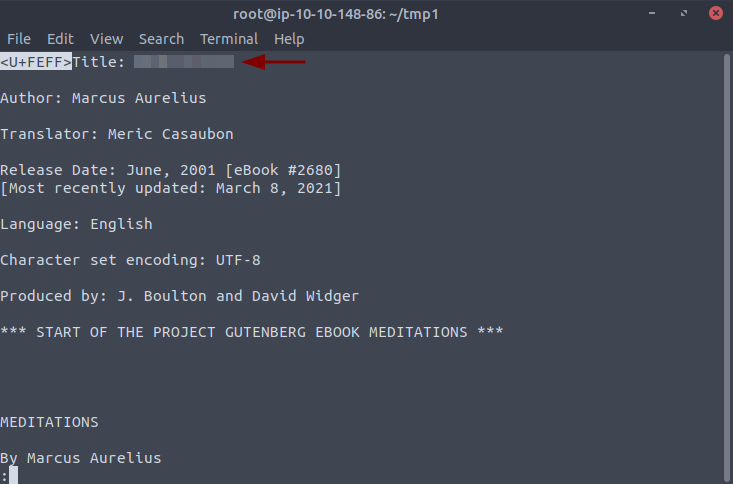 root@ip-10-10-148-86: ~/tmp1
File Edit View Search Terminal Help
<U+FEFF>Title:
Author: Marcus Aurelius
Translator: Meric Casaubon
Release Date: June, 2001 [eBook #2680]
[Most recently updated: March 8, 2021]
Language: English
Character set encoding: UTF-8
Produced by: J. Boulton and David Widger
*** START OF THE PROJECT GUTENBERG EBOOK MEDITATIONS ***
MEDITATIONS
By Marcus Aurelius
: